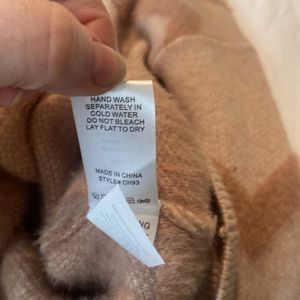 HAND WASH
SEPARATELY IN
COLD WATER
DO NOT BLEACH
LAY FLAT TO DRY
MADE IN CHINA
STYLE#CH93